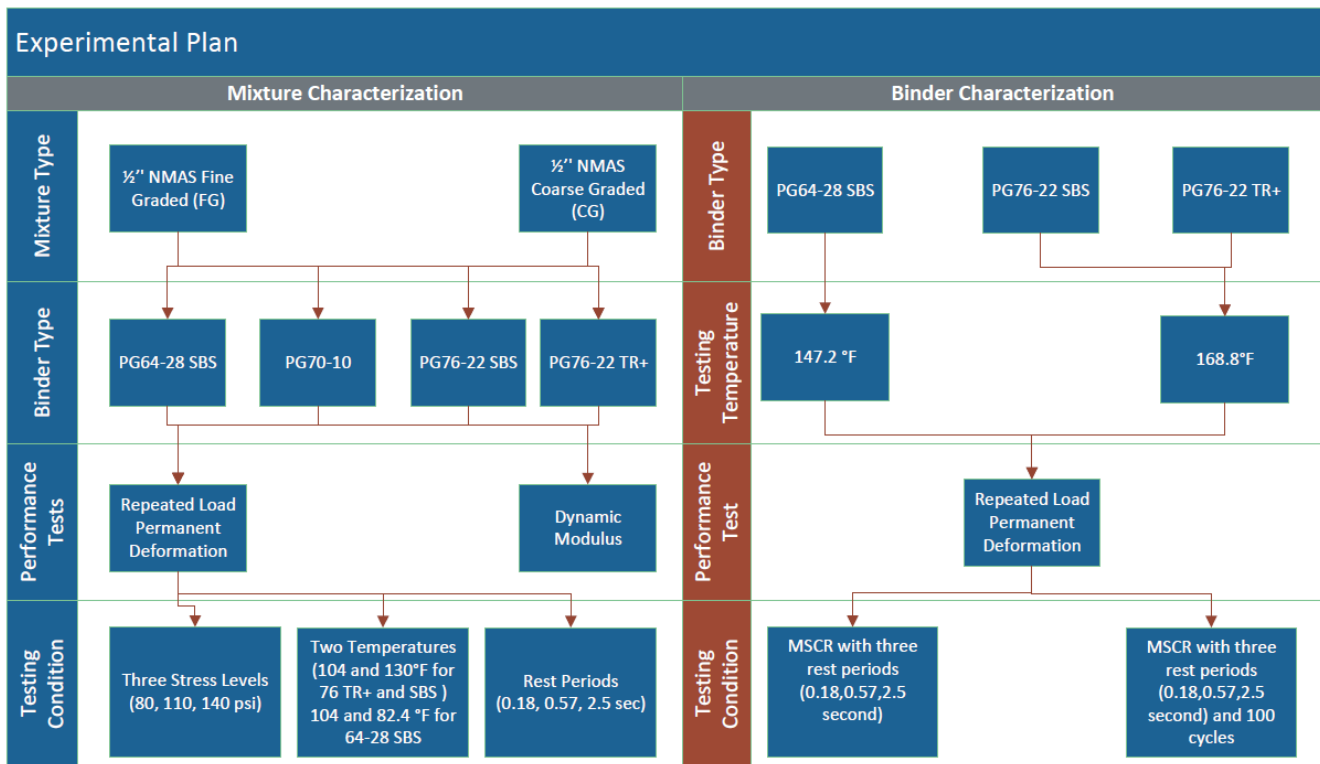 Experimental Plan
Mixture Characterization
Binder Characterization
Mixture Type
½'' NMAS Fine
Graded (FG)
½'' NMAS
Coarse Graded
(CG)
Binder Type
PG64-28 SBS
PG76-22 SBS
PG76-22 TR+
Binder Type
PG64-28 SBS
PG70-10
PG76-22 SBS
PG76-22 TR+
Testing
Temperature
147.2 °F
168.8°F
Performance
Tests
Repeated Load
Permanent
Deformation
Dynamic
Modulus
Performance
Test
Repeated Load
Permanent
Deformation
Testing
Condition
Three Stress Levels
(80, 110, 140 psi)
Two Temperatures
(104 and 130°F for
76 TR+ and SBS )
104 and 82.4 °F for
64-28 SBS
Rest Periods
(0.18, 0.57, 2.5 sec)
Testing
Condition
MSCR with three
rest periods
(0.18,0.57,2.5
second)
MSCR with three
rest periods
(0.18,0.57,2.5
second) and 100
cycles